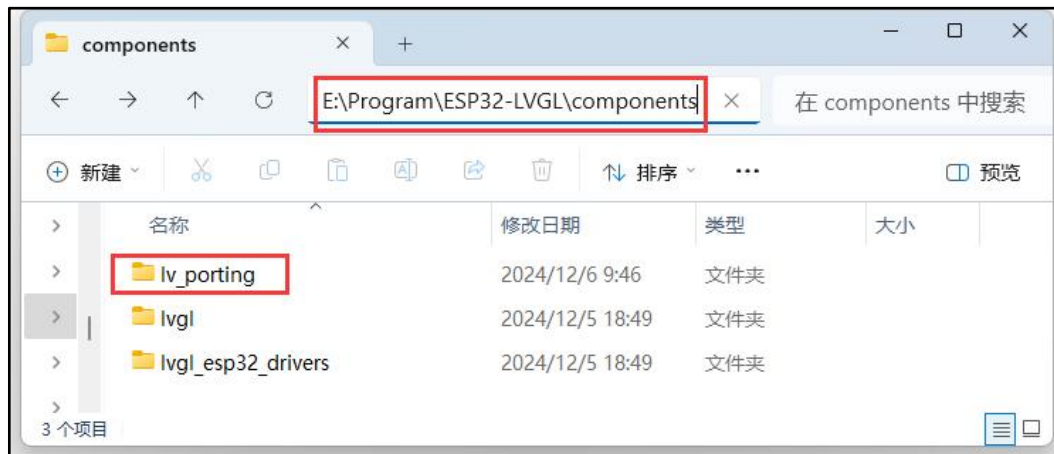 components
E:\Program\ESP32-LVGL\components
在 components 中搜索
新建
排序
预览
名称 修改日期 类型 大小
lv_porting 2024/12/6 9:46 文件夹
lvgl 2024/12/5 18:49 文件夹
lvgl_esp32_drivers 2024/12/5 18:49 文件夹
3 个项目